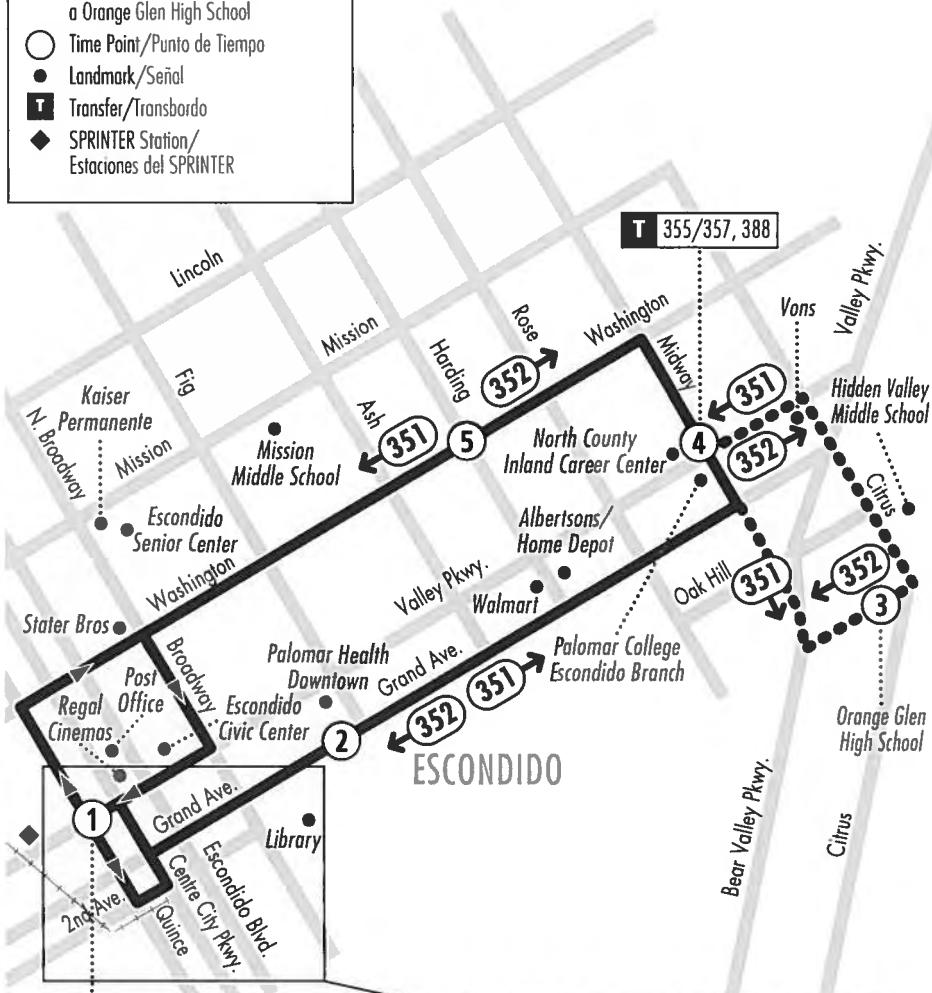 a Orange Glen High School
Time Point/Punto de Tiempo
Landmark/Señal
T Transfer/Transbordo
SPRINTER Station/
Estaciones del SPRINTER
T 355/357, 388
Lincoln
Mission
Rose
Washington
Midway
Vons
Valley Pkwy.
Harding
352
351
Hidden Valley
Middle School
Kaiser
Permanente
Fig
N. Broadway
Mission
Ash
351
5
4
352
Mission
Middle School
North County
Inland Career Center
Citrus
Escondido
Senior Center
Albertsons/
Home Depot
Washington
Valley Pkwy.
Walmart
Oak Hill
351
352
3
Stater Bros
Broadway
Palomar Health
Downtown
Grand Ave.
Palomar College
Escondido Branch
Post
Office
Regal
Cinemas
Escondido
Civic Center
352
351
2
Orange Glen
High School
ESCONDIDO
1
Grand Ave.
Library
Bear Valley Pkwy.
Citrus
2nd Ave.
Quince
Centre City Pkwy.
Escondido Blvd.